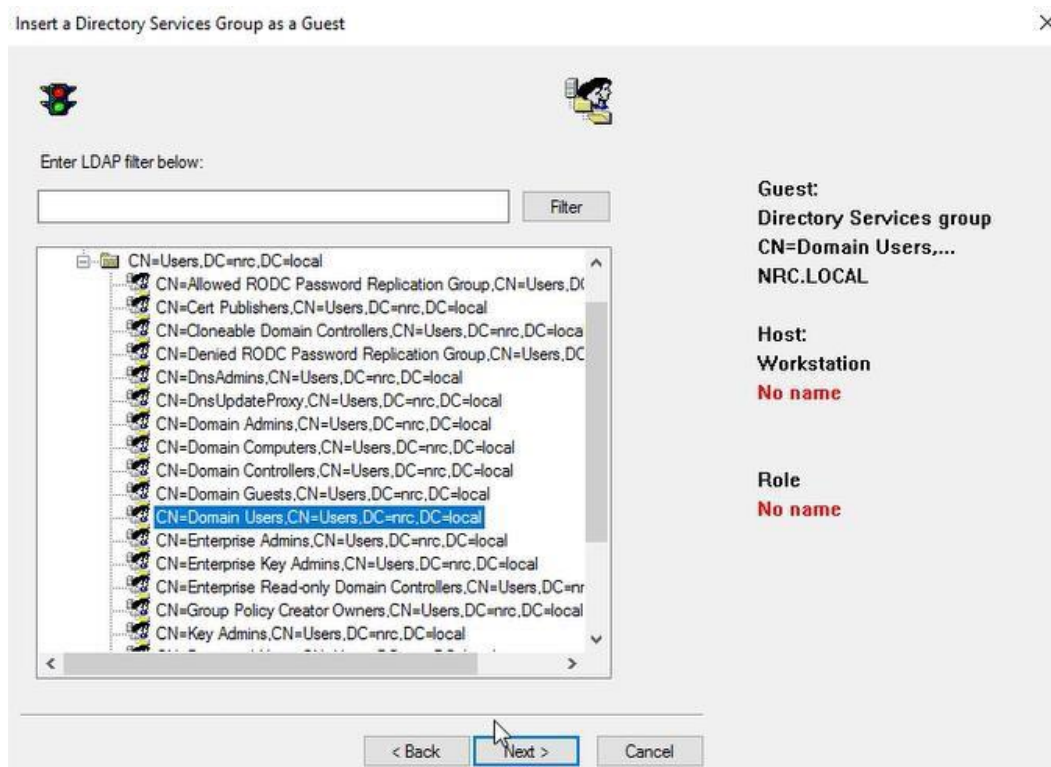 Insert a Directory Services Group as a Guest
Enter LDAP filter below:
Filter
CN=Users,DC=nrc,DC=local
CN=Allowed RODC Password Replication Group,CN=Users,D
CN=Cert Publishers,CN=Users,DC=nrc,DC=local
CN=Cloneable Domain Controllers,CN=Users,DC=nrc,DC=loca
CN=Denied RODC Password Replication Group,CN=Users,DC
CN=DnsAdmins,CN=Users,DC=nrc,DC=local
CN=DnsUpdateProxy,CN=Users,DC=nrc,DC=local
CN=Domain Admins,CN=Users,DC=nrc,DC=local
CN=Domain Computers,CN=Users,DC=nrc,DC=local
CN=Domain Controllers,CN=Users,DC=nrc,DC=local
CN=Domain Guests,CN=Users,DC=nrc,DC=local
CN=Domain Users,CN=Users,DC=nrc,DC=local
CN=Enterprise Admins,CN=Users,DC=nrc,DC=local
CN=Enterprise Key Admins,CN=Users,DC=nrc,DC=local
CN=Enterprise Read-only Domain Controllers,CN=Users,DC=nr
CN=Group Policy Creator Owners,CN=Users,DC=nrc,DC=local
CN=Key Admins,CN=Users,DC=nrc,DC=local
Guest:
Directory Services group
CN=Domain Users,...
NRC.LOCAL
Host:
Workstation
No name
Role
No name
< Back
Next >
Cancel